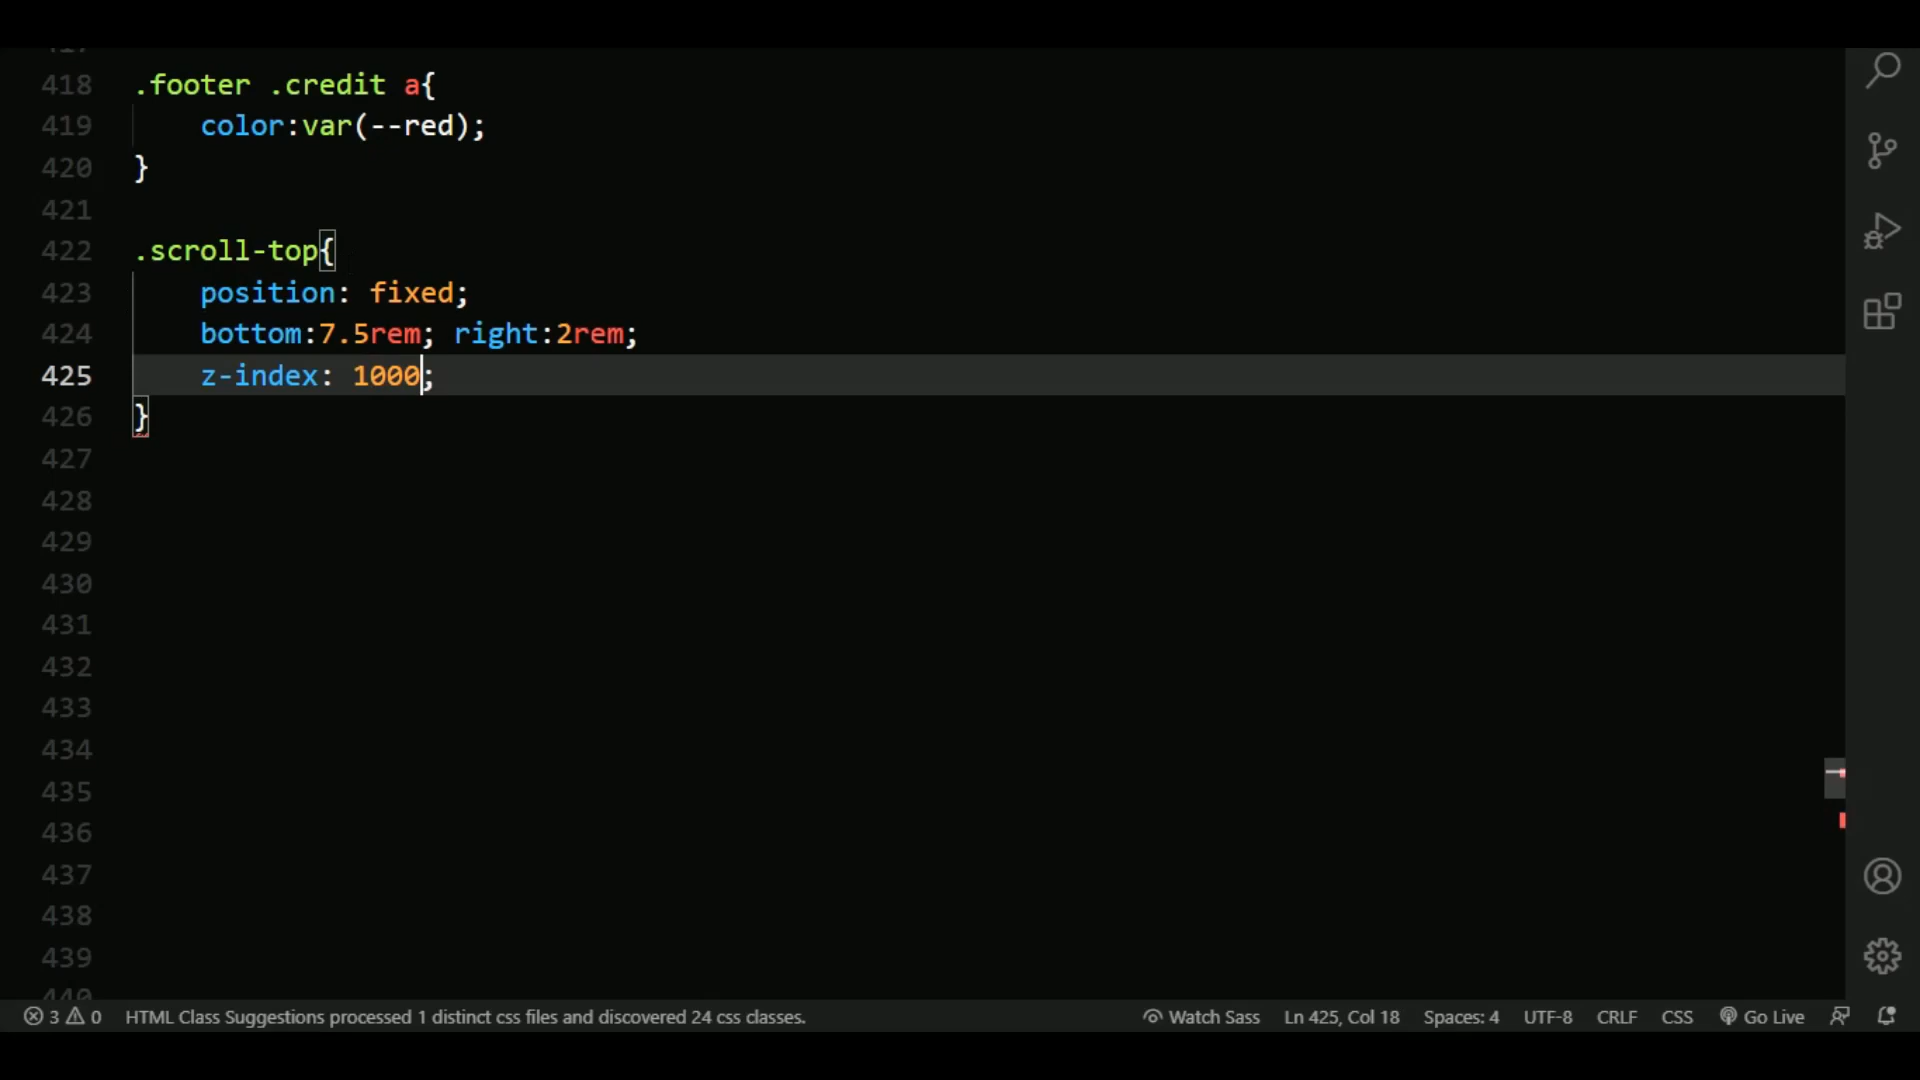 417
418 .footer .credit a{
419 color:var(--red);
420 }
421
422 .scroll-top{
423 position: fixed;
424 bottom:7.5rem; right:2rem;
425 z-index: 1000;
426 }
427
428
429
430
431
432
433
434
435
436
437
438
439
440
3 0 HTML Class Suggestions processed 1 distinct css files and discovered 24 css classes. Watch Sass Ln 425, Col 18 Spaces: 4 UTF-8 CRLF CSS Go Live